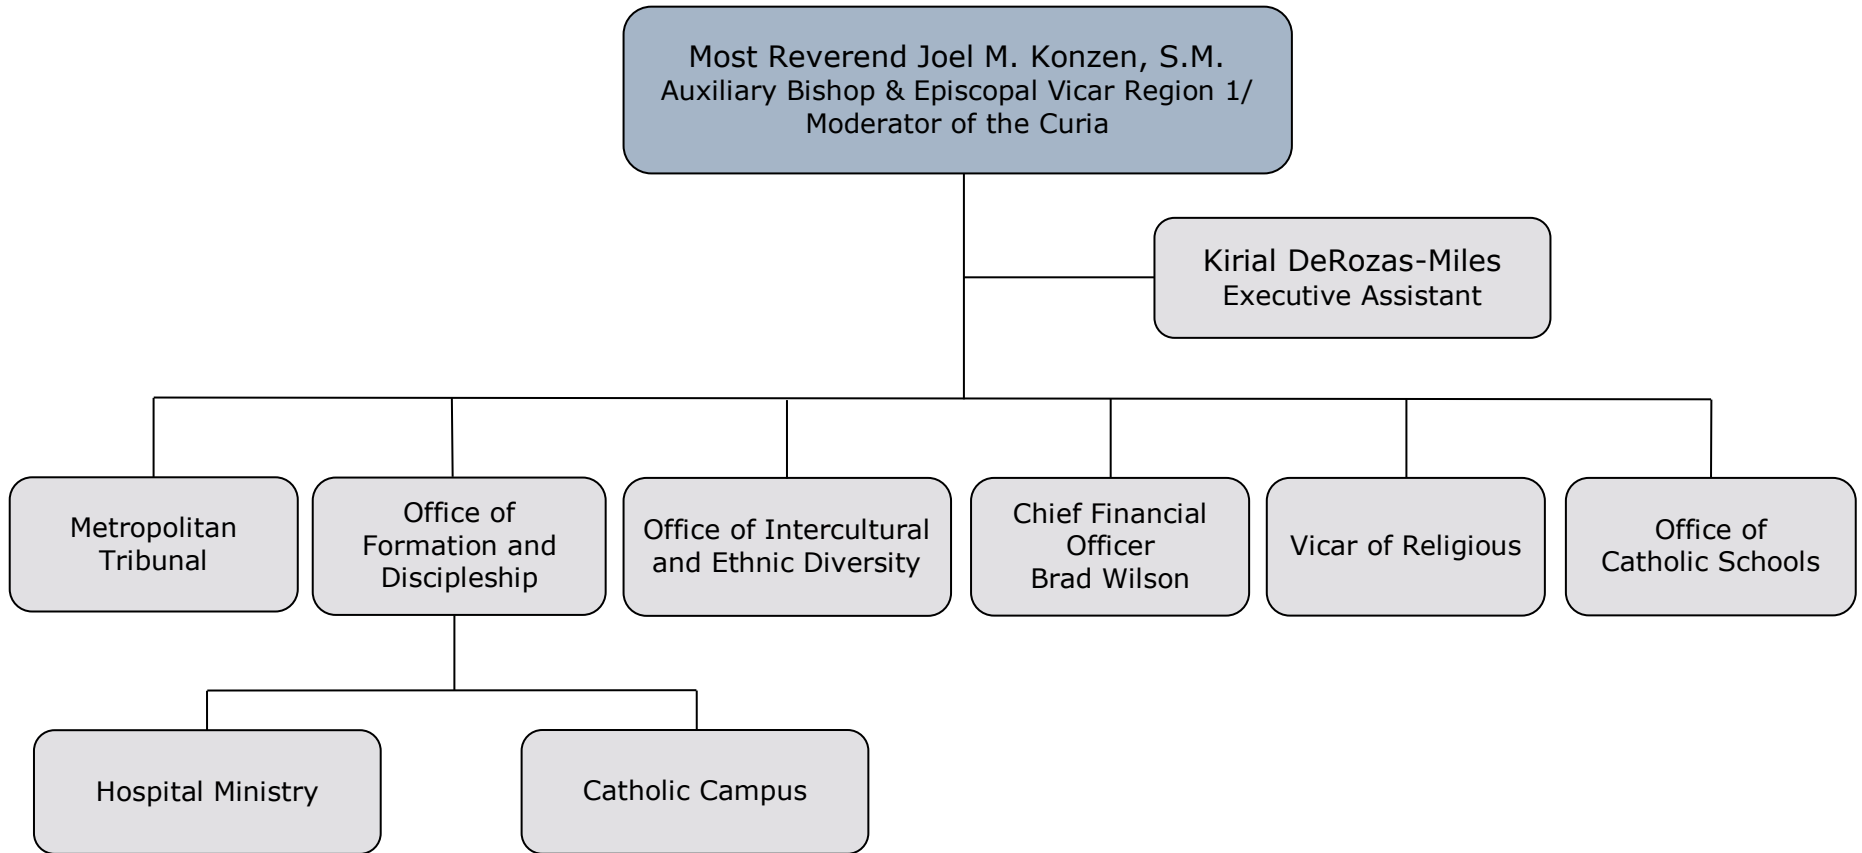 Most Reverend Joel M. Konzen, S.M.
Auxiliary Bishop & Episcopal Vicar Region 1/
Moderator of the Curia
Kirial DeRozas-Miles
Executive Assistant
Metropolitan
Tribunal
Office of
Formation and
Discipleship
Office of Intercultural
and Ethnic Diversity
Chief Financial
Officer
Brad Wilson
Vicar of Religious
Office of
Catholic Schools
Hospital Ministry
Catholic Campus